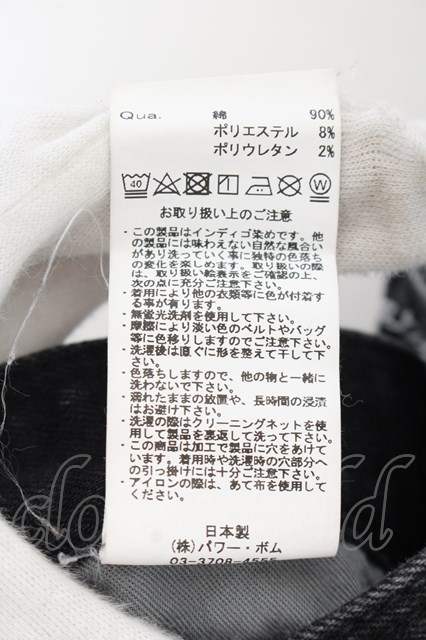 Qua. 綿 90%
ポリエステル 8%
ポリウレタン 2%
40 W
お取り扱い上のご注意
・この製品はインディゴ染めです。他
の製品には味わえない自然な風合い
があり洗っていく事に独特の色落ち
の変化を楽しめます。取り扱いの際
は、取り扱い絵表示をご確認の上、
次の点に充分ご注意下さい。
・着用により他の衣類等に色が付着す
る事が有ります。
・無蛍光洗剤を使用して下さい。
・摩擦により淡い色のベルトやバッグ
等に色移りしますのでご注意下さい。
・洗濯後は直ぐに形を整えて干して下
さい。
・色落ちしますので、他の物と一緒に
洗わないで下さい。
・濡れたままの放置や、長時間の浸漬
はお避け下さい。
・洗濯の際はクリーニングネットを使
用して製品を裏返して洗って下さい。
・この商品は加工で製品に穴をあけて
います。着用時や洗濯時の穴部分へ
の引っ掛けには十分ご注意下さい。
・アイロンの際は、あて布を使用して
ください。
日本製
(株)パワー・ボム
03-3708-4555